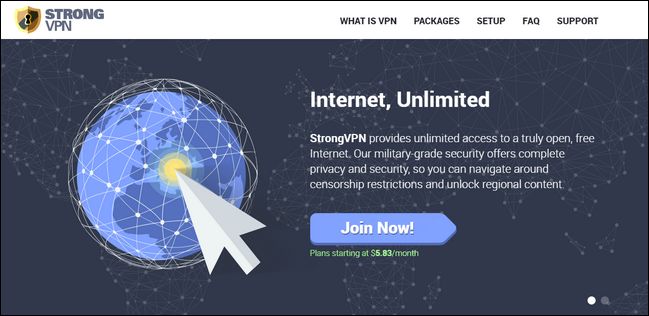 STRONG
VPN
WHAT IS VPN PACKAGES SETUP FAQ SUPPORT
Internet, Unlimited
StrongVPN provides unlimited access to a truly open, free
Internet. Our military-grade security offers complete
privacy and security, so you can navigate around
censorship restrictions and unlock regional content
Join Now!
Plans starting at $5.83/month